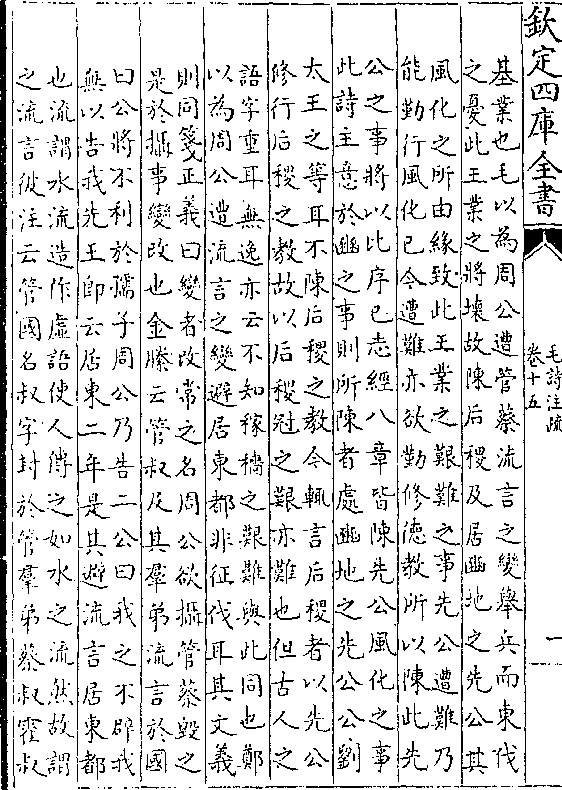 欽定四庫全書
毛詩注疏
卷十五
一
基業也毛以為周公遭管蔡流言之變舉兵而東伐
之憂此王業之將壞故陳后稷及居豳地之先公其
風化之所由緣致此王業之艱難之事先公遭難乃
能勤行風化已今遭難亦欲勤修德教所以陳此先
公之事將以比序已志經八章皆陳先公風化之事
此詩主意於豳之事則所陳者處豳地之先公公劉
太王之等耳不陳后稷之教今輒言后稷者以先公
修行后稷之教故以后稷冠之艱亦難也但古人之
語字重耳無逸亦云不知稼穡之艱難與此同也鄭
以為周公遭流言之變避居東都非征伐耳其文義
則同箋正義曰變者改常之名周公欲攝管蔡毀之
是於攝事變改也金縢云管叔及其羣弟流言於國
曰公將不利於孺子周公乃告二公曰我之不辟我
無以告我先王即云居東二年是其避流言居東都
也流謂水流造作虛語使人傳之如水之流然故謂
之流言彼注云管國名叔字封於管羣弟蔡叔霍叔